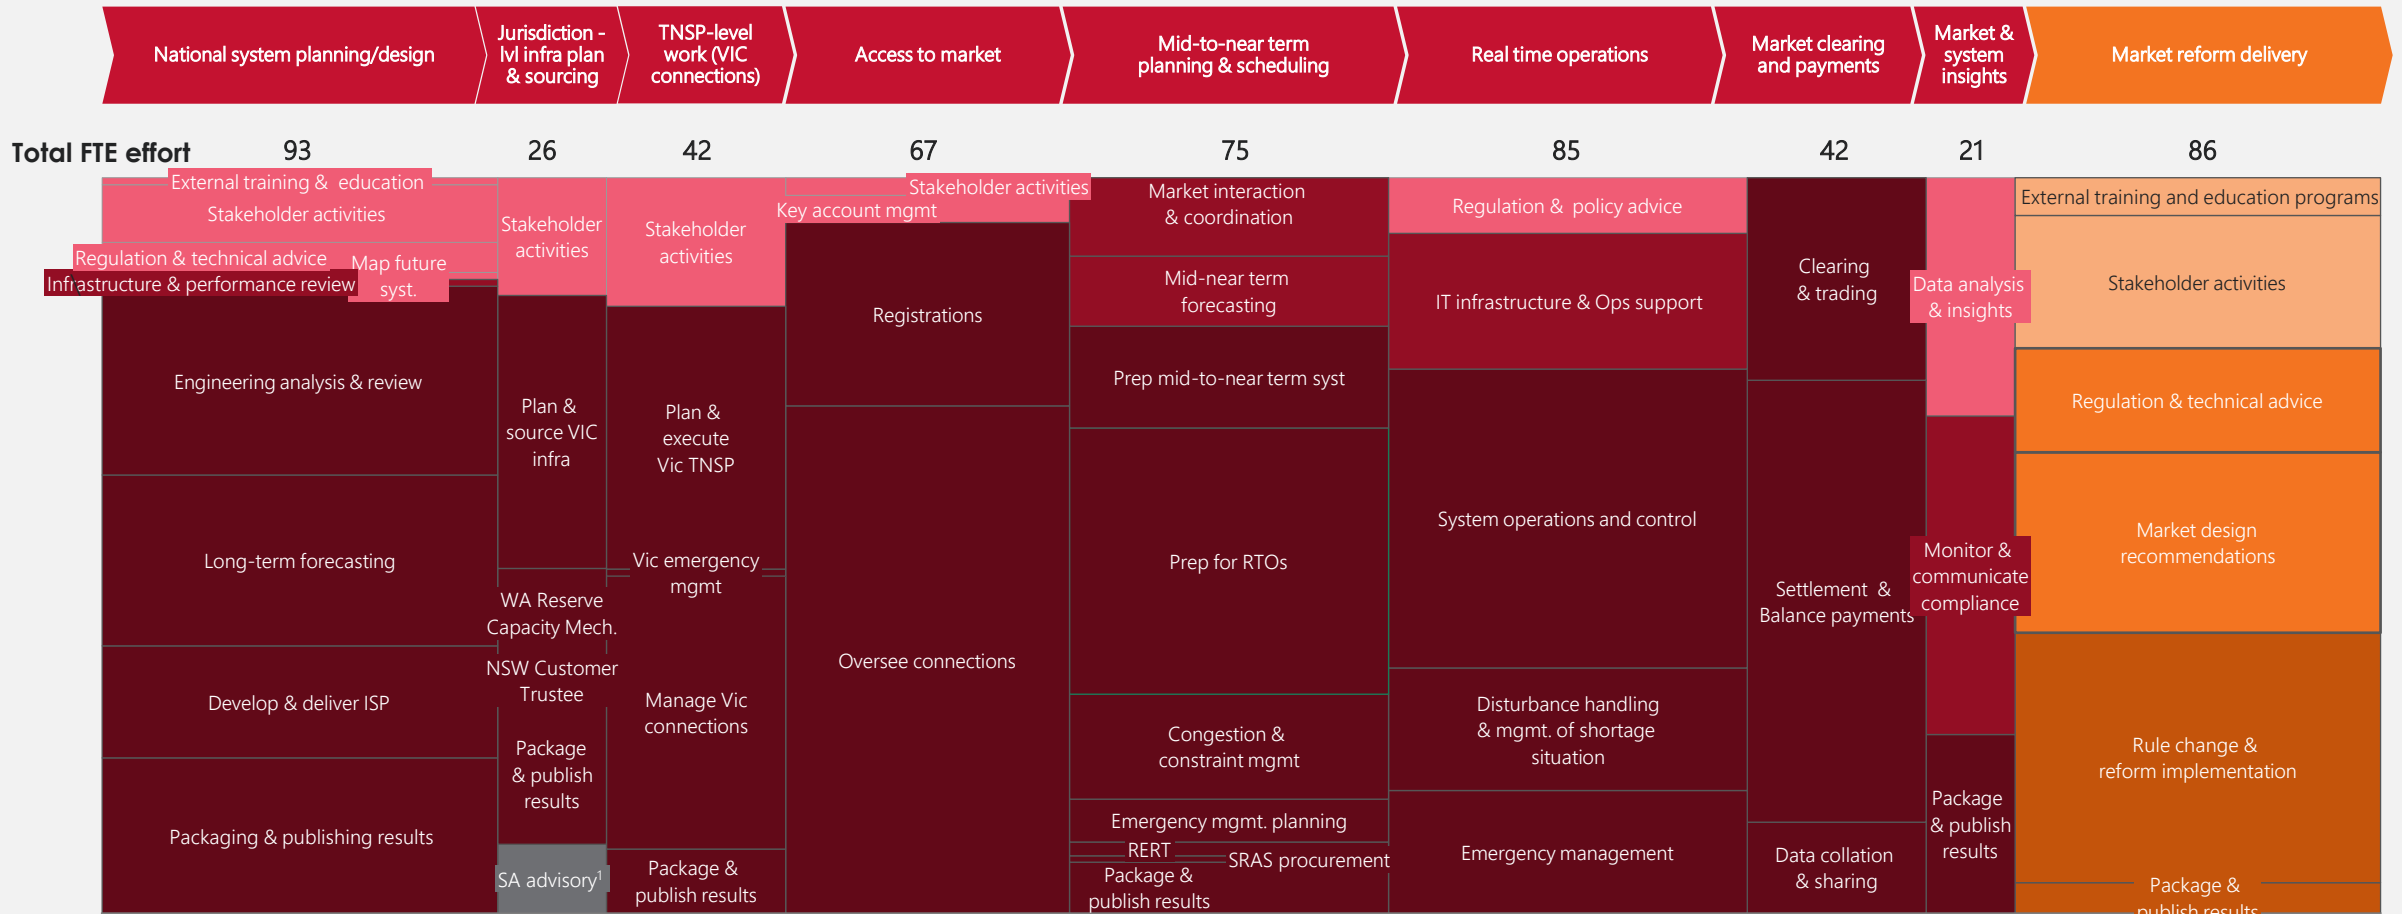 National system planning/design
Jurisdiction -
lvl infra plan
& sourcing
TNSP-level
work (VIC
connections)
Access to market
Mid-to-near term
planning & scheduling
Real time operations
Market clearing
and payments
Market &
system
insights
Market reform delivery
Total FTE effort 93 26 42 67 75 85 42 21 86
External training & education
Stakeholder activities
Regulation & technical advice
Map future
syst.
Infrastructure & performance review
Engineering analysis & review
Long-term forecasting
Develop & deliver ISP
Packaging & publishing results
Stakeholder
activities
Plan &
source VIC
infra
WA Reserve
Capacity Mech.
NSW Customer
Trustee
Package
& publish
results
SA advisory¹
Stakeholder
activities
Plan &
execute
Vic TNSP
Vic emergency
mgmt
Manage Vic
connections
Package &
publish results
Stakeholder activities
Key account mgmt
Registrations
Oversee connections
Market interaction
& coordination
Mid-near term
forecasting
Prep mid-to-near term syst
Prep for RTOs
Congestion &
constraint mgmt
Emergency mgmt. planning
RERT
SRAS procurement
Package &
publish results
Regulation & policy advice
IT infrastructure & Ops support
System operations and control
Disturbance handling
& mgmt. of shortage
situation
Emergency management
Clearing
& trading
Settlement &
Balance payments
Data collation
& sharing
Data analysis
& insights
Monitor &
communicate
compliance
Package
& publish
results
External training and education programs
Stakeholder activities
Regulation & technical advice
Market design
recommendations
Rule change &
reform implementation
Package &
publish results